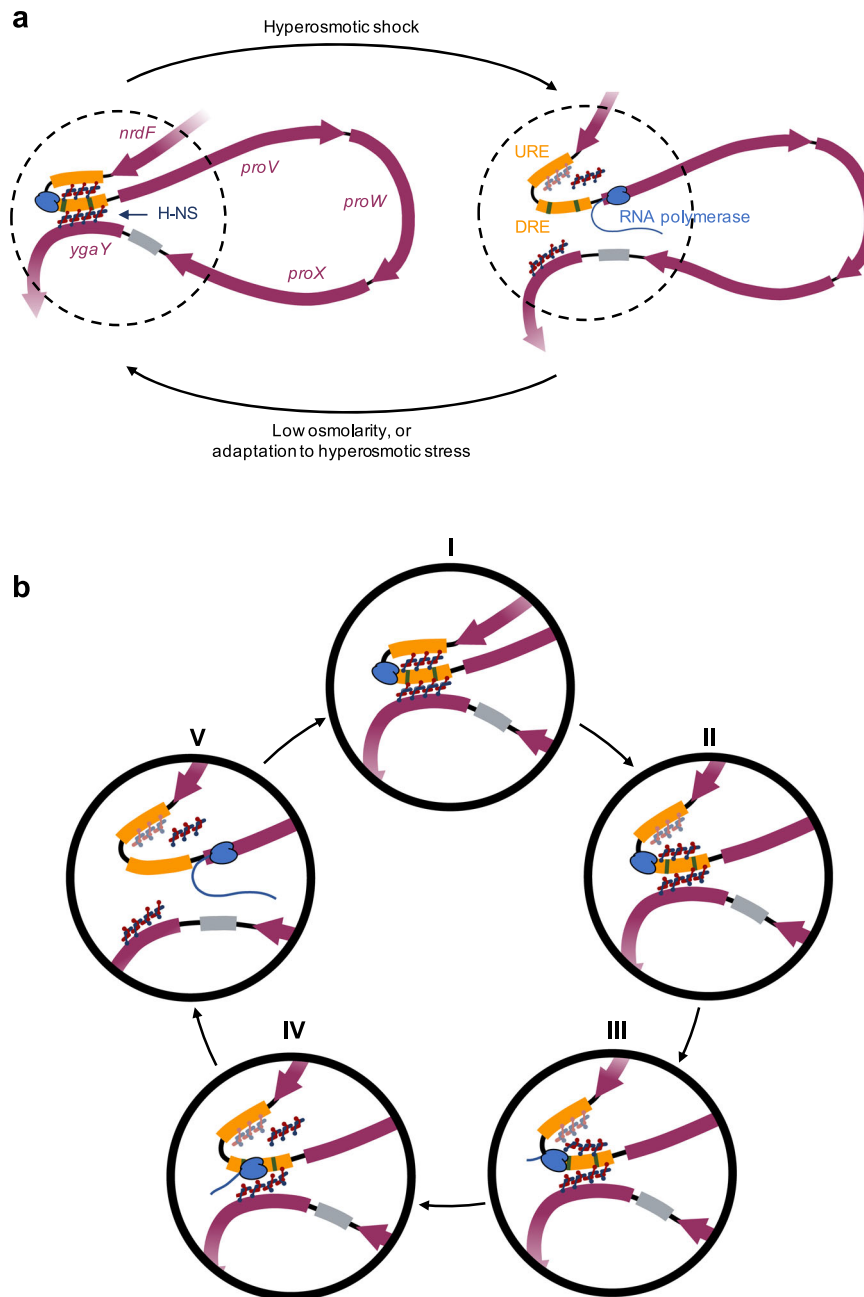 a
Hyperosmotic shock
nrdF
proV
proW
H-NS
ygaY
proX
URE
DRE
RNA polymerase
Low osmolarity, or
adaptation to hyperosmotic stress
b
I
II
III
IV
V